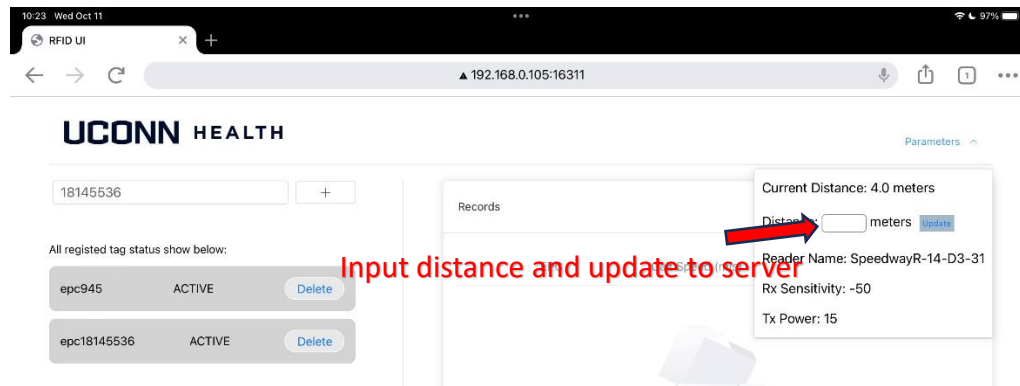 10:23 Wed Oct 11
97%
RFID UI
192.168.0.105:16311
1
UCONN HEALTH
Parameters
18145536
+
Records
Current Distance: 4.0 meters
Distance: meters Update
All registed tag status show below:
Input distance and update to server
Reader Name: SpeedwayR-14-D3-31
epc945 ACTIVE Delete
Rx Sensitivity: -50
Tx Power: 15
epc18145536 ACTIVE Delete